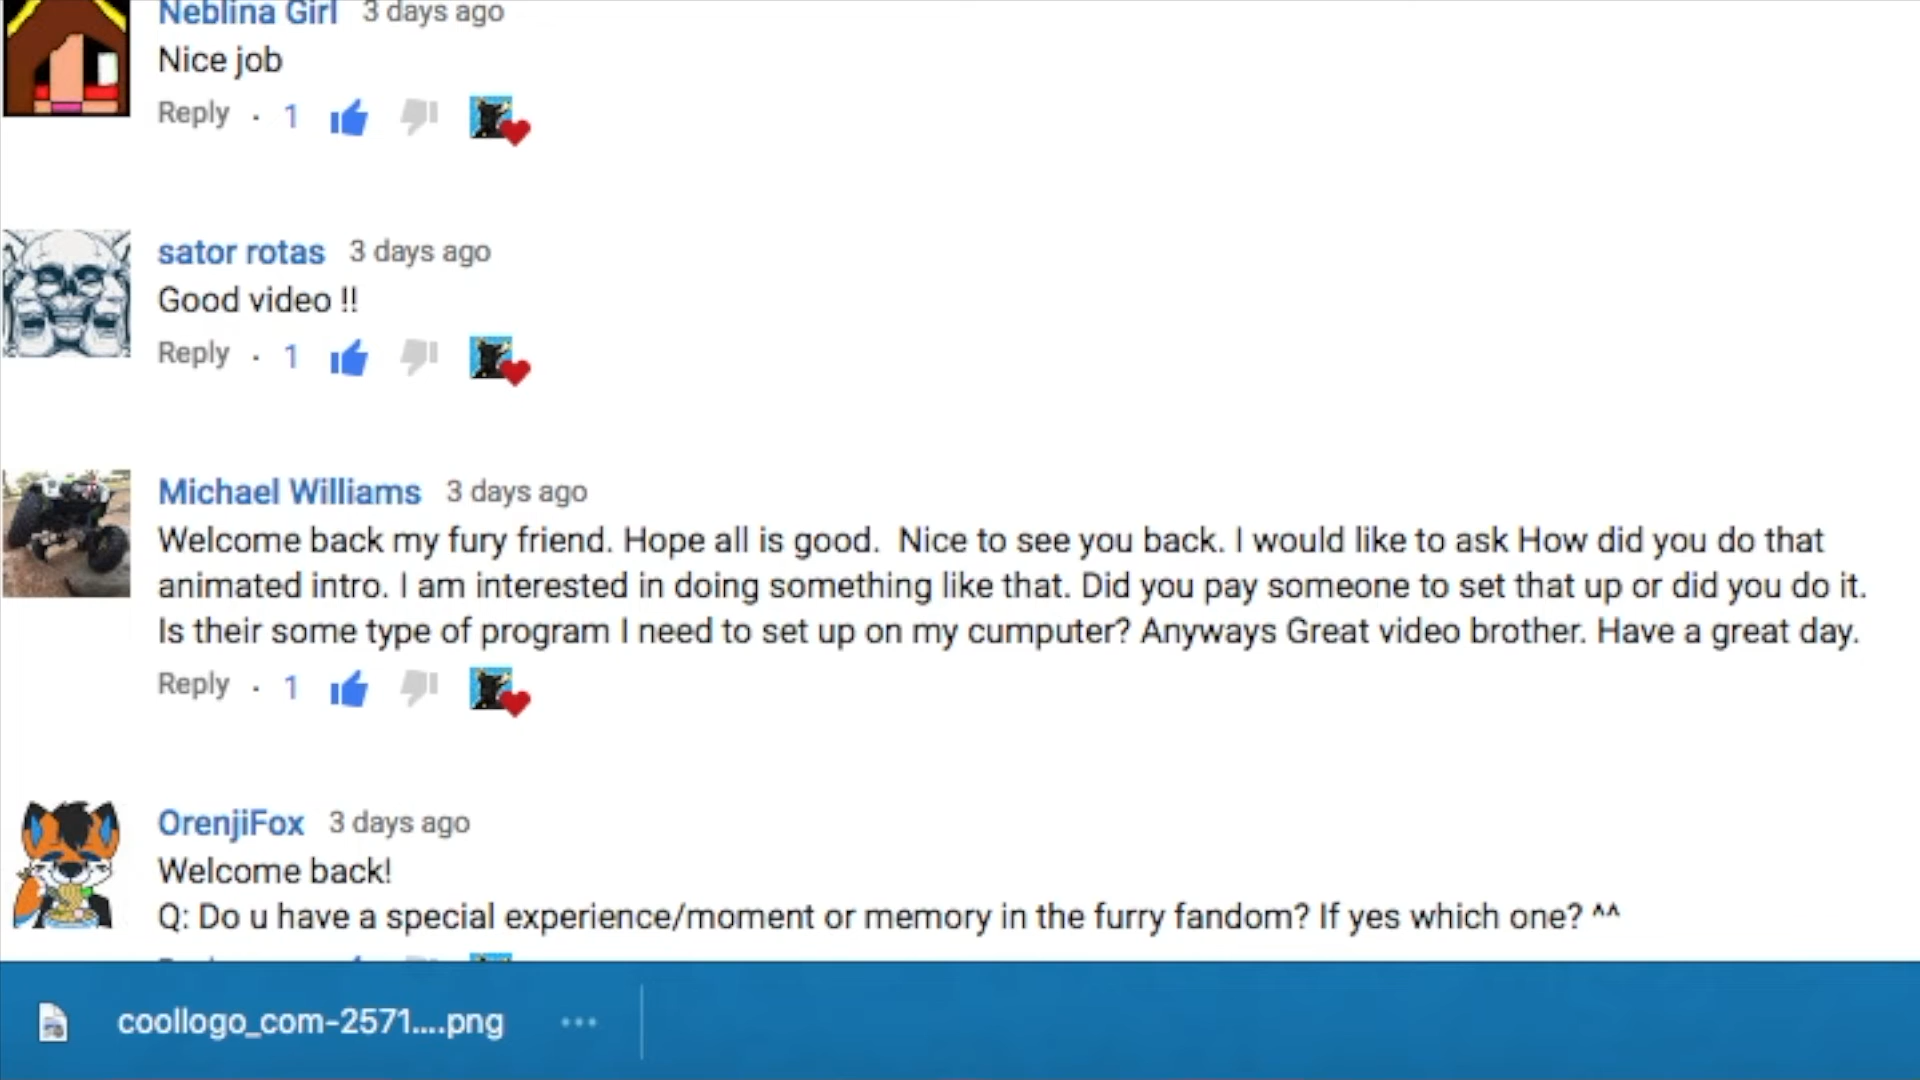 Neblina Girl 3 days ago
Nice job
Reply · 1
sator rotas 3 days ago
Good video !!
Reply · 1
Michael Williams 3 days ago
Welcome back my fury friend. Hope all is good.  Nice to see you back. I would like to ask How did you do that
animated intro. I am interested in doing something like that. Did you pay someone to set that up or did you do it.
Is their some type of program I need to set up on my cumputer? Anyways Great video brother. Have a great day.
Reply · 1
OrenjiFox 3 days ago
Welcome back!
Q: Do u have a special experience/moment or memory in the furry fandom? If yes which one? ^^
coollogo_com-2571....png